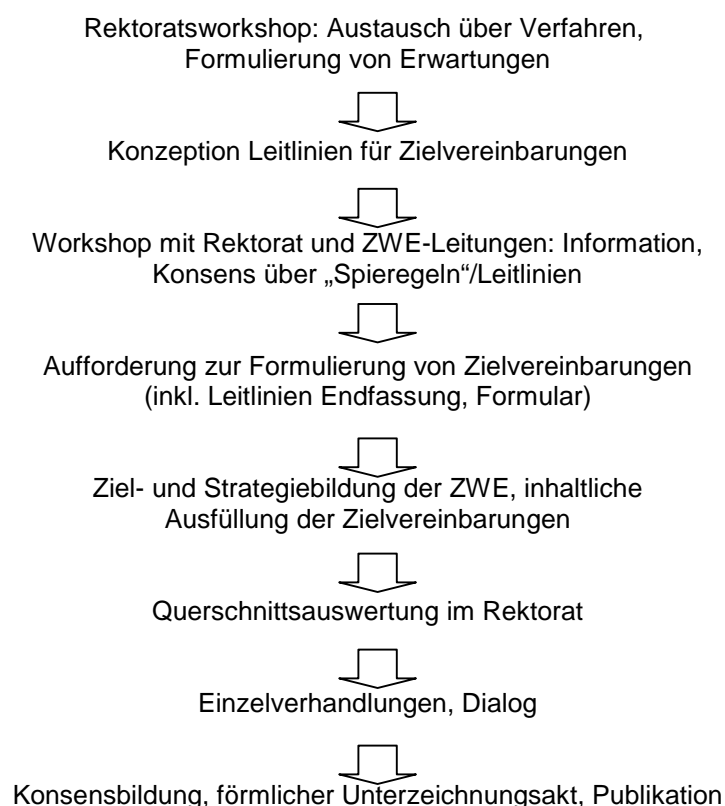 Rektoratsworkshop: Austausch über Verfahren,
Formulierung von Erwartungen
Konzeption Leitlinien für Zielvereinbarungen
Workshop mit Rektorat und ZWE-Leitungen: Information,
Konsens über „Spieregeln“/Leitlinien
Aufforderung zur Formulierung von Zielvereinbarungen
(inkl. Leitlinien Endfassung, Formular)
Ziel- und Strategiebildung der ZWE, inhaltliche
Ausfüllung der Zielvereinbarungen
Querschnittsauswertung im Rektorat
Einzelverhandlungen, Dialog
Konsensbildung, förmlicher Unterzeichnungsakt, Publikation